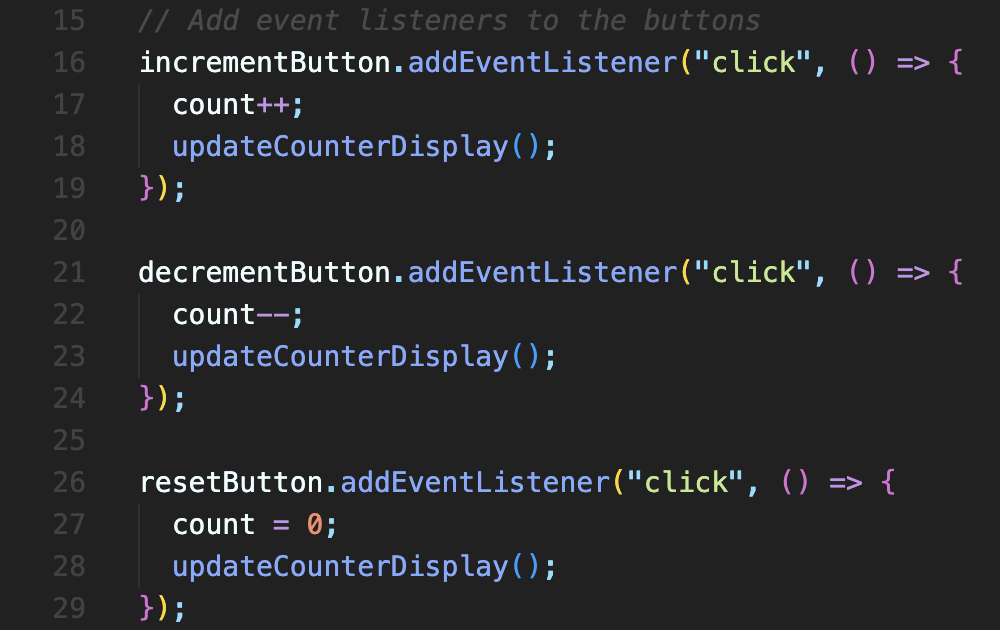 15 // Add event listeners to the buttons
16 incrementButton.addEventListener("click", () => {
17 count++;
18 updateCounterDisplay();
19 });
20
21 decrementButton.addEventListener("click", () => {
22 count--;
23 updateCounterDisplay();
24 });
25
26 resetButton.addEventListener("click", () => {
27 count = 0;
28 updateCounterDisplay();
29 });